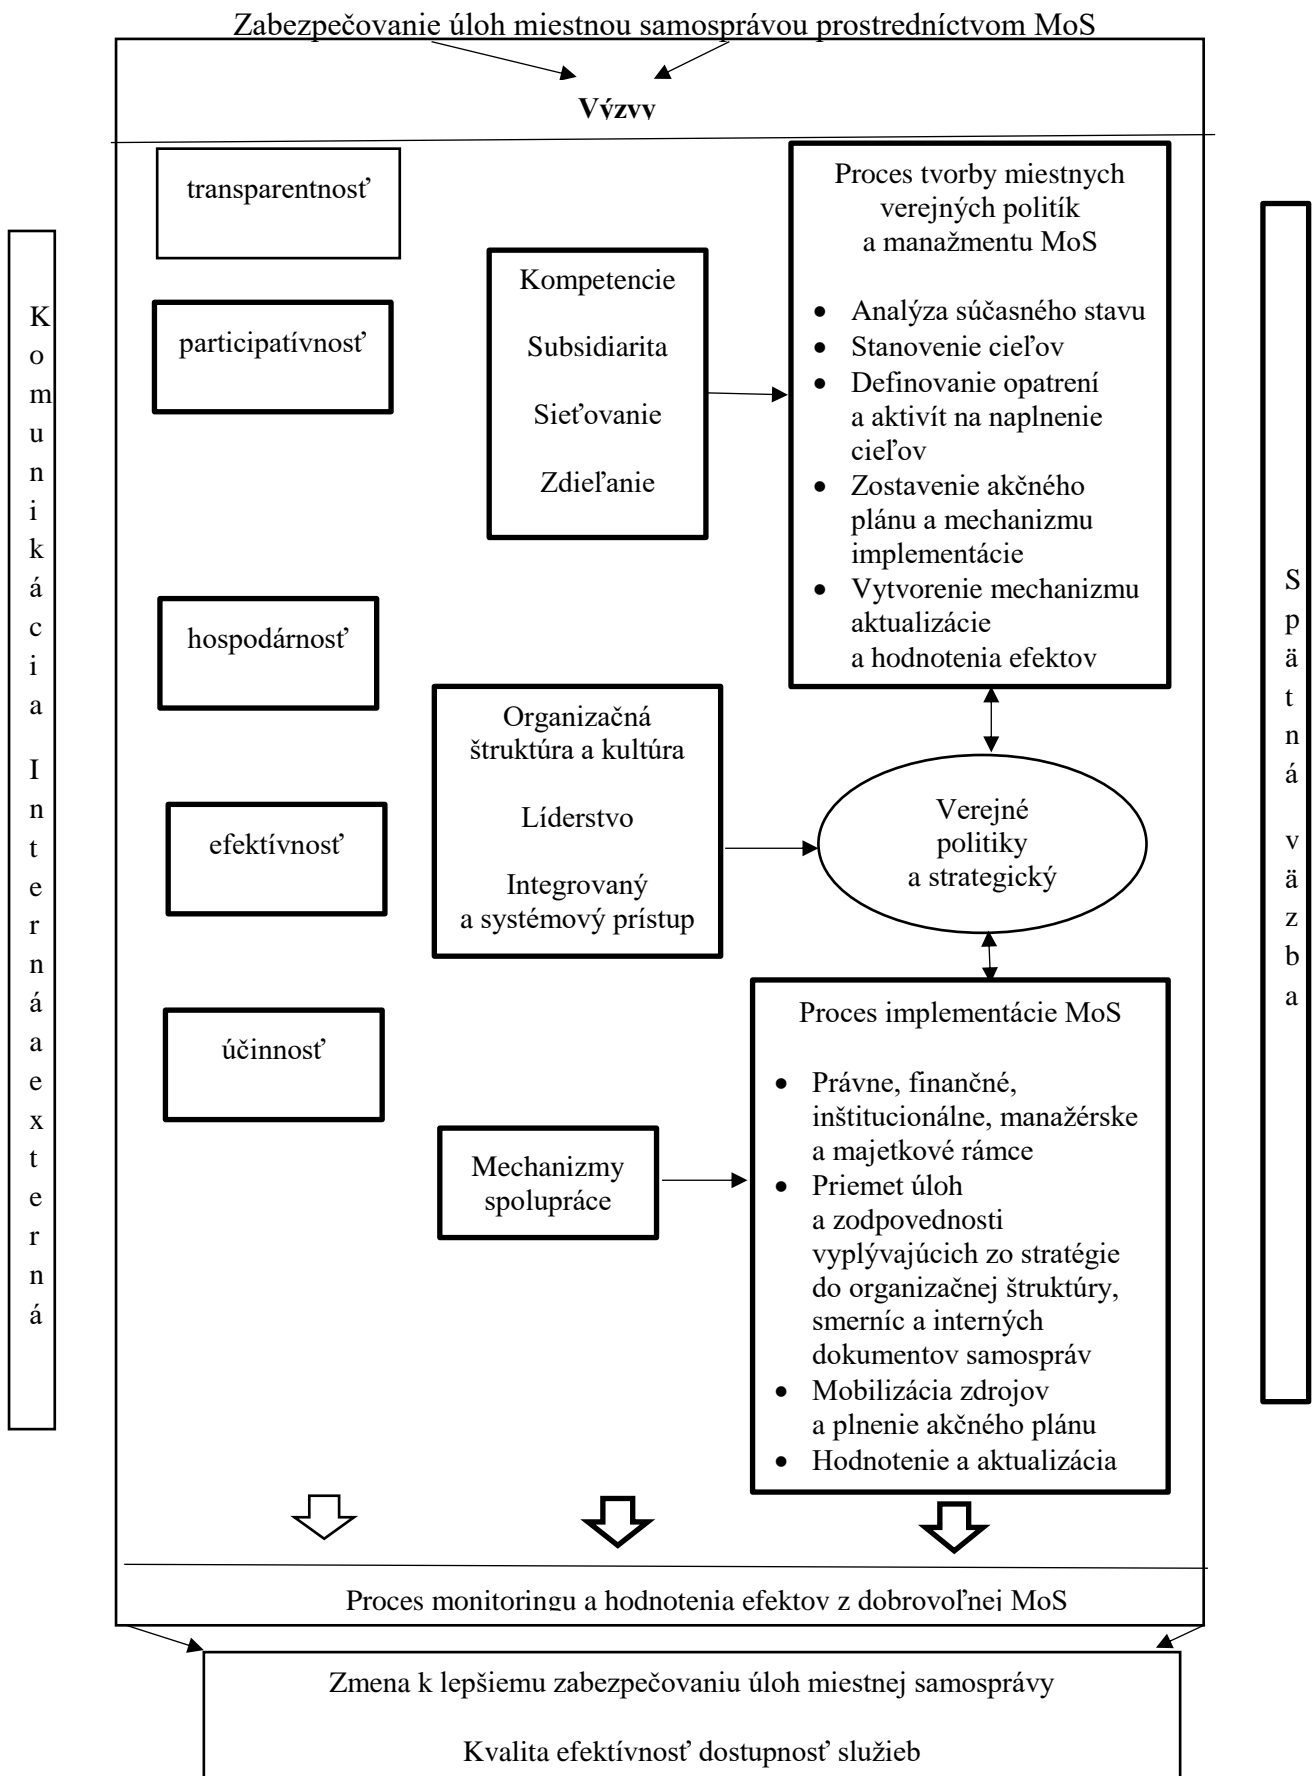 Zabezpečovanie úloh miestnou samosprávou prostredníctvom MoS
Výzvy
Komunikácia Interná a externá
transparentnosť
participatívnosť
hospodárnosť
efektívnosť
účinnosť
Kompetencie
Subsidiarita
Sieťovanie
Zdieľanie
Organizačná
štruktúra a kultúra
Líderstvo
Integrovaný
a systémový prístup
Mechanizmy
spolupráce
Proces tvorby miestnych
verejných politík
a manažmentu MoS
• Analýza súčasného stavu
• Stanovenie cieľov
• Definovanie opatrení
a aktivít na naplnenie
cieľov
• Zostavenie akčného
plánu a mechanizmu
implementácie
• Vytvorenie mechanizmu
aktualizácie
a hodnotenia efektov
Verejné
politiky
a strategický
Proces implementácie MoS
• Právne, finančné,
inštitucionálne, manažérske
a majetkové rámce
• Priemet úloh
a zodpovednosti
vyplývajúcich zo stratégie
do organizačnej štruktúry,
smerníc a interných
dokumentov samospráv
• Mobilizácia zdrojov
a plnenie akčného plánu
• Hodnotenie a aktualizácia
Spätná väzba
Proces monitoringu a hodnotenia efektov z dobrovoľnej MoS
Zmena k lepšiemu zabezpečovaniu úloh miestnej samosprávy
Kvalita efektívnosť dostupnosť služieb